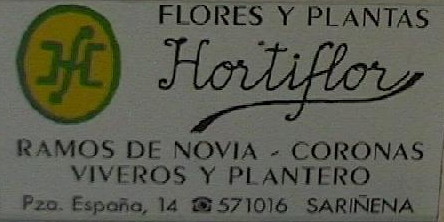 FLORES Y PLANTAS
Hortiflor
RAMOS DE NOVIA - CORONAS
VIVEROS Y PLANTERO
Pza. España, 14 ☎ 571016 SARIÑENA